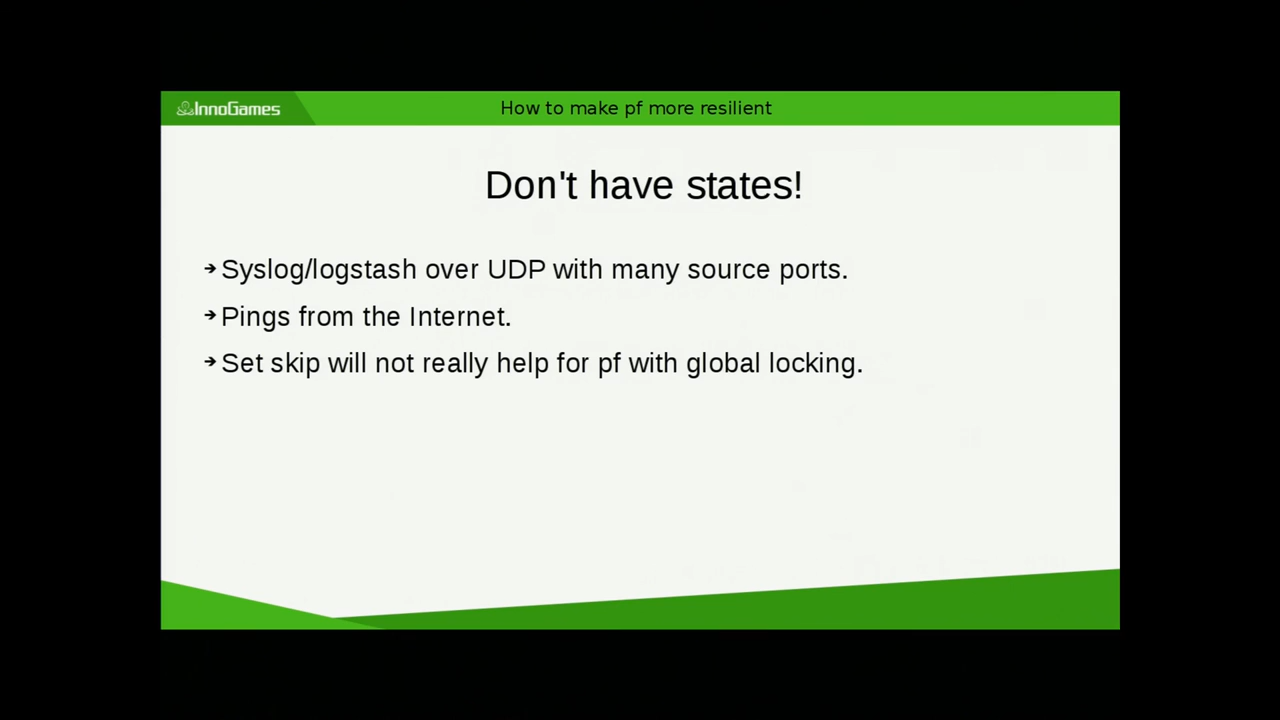 InnoGames
How to make pf more resilient
Don't have states!
➔Syslog/logstash over UDP with many source ports.
➔Pings from the Internet.
➔Set skip will not really help for pf with global locking.